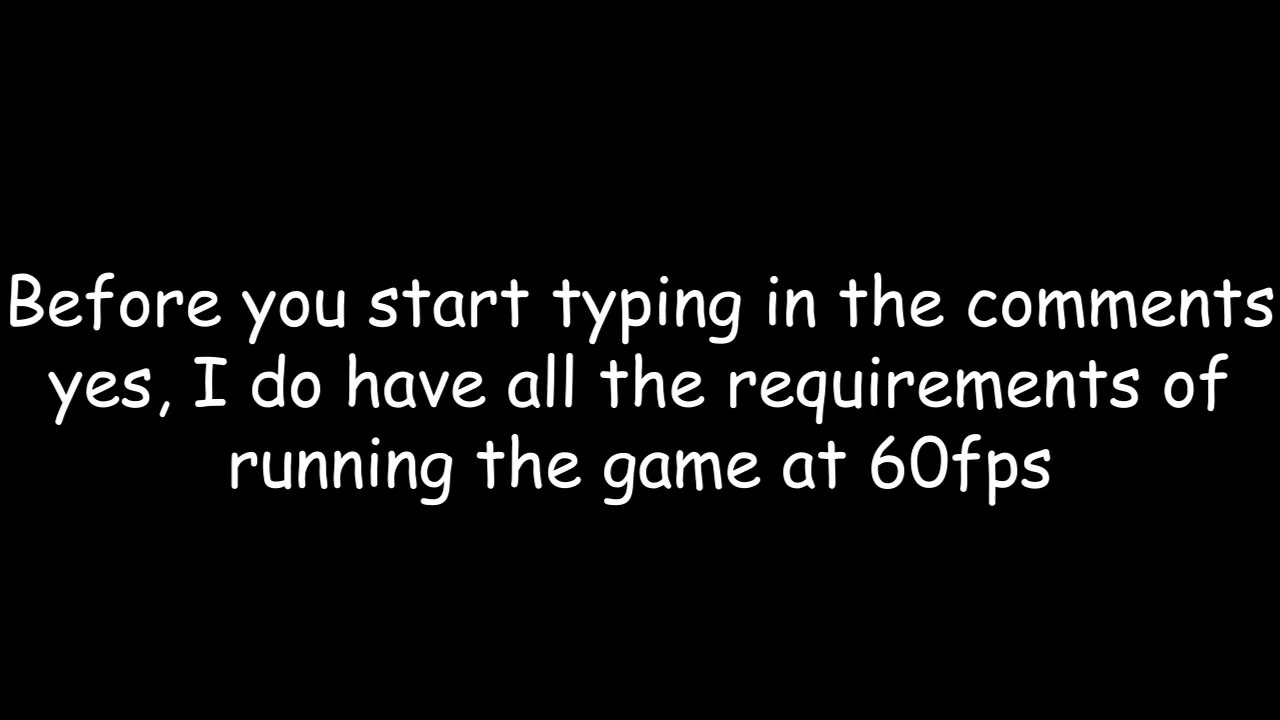 Before you start typing in the comments
yes, I do have all the requirements of
running the game at 60fps